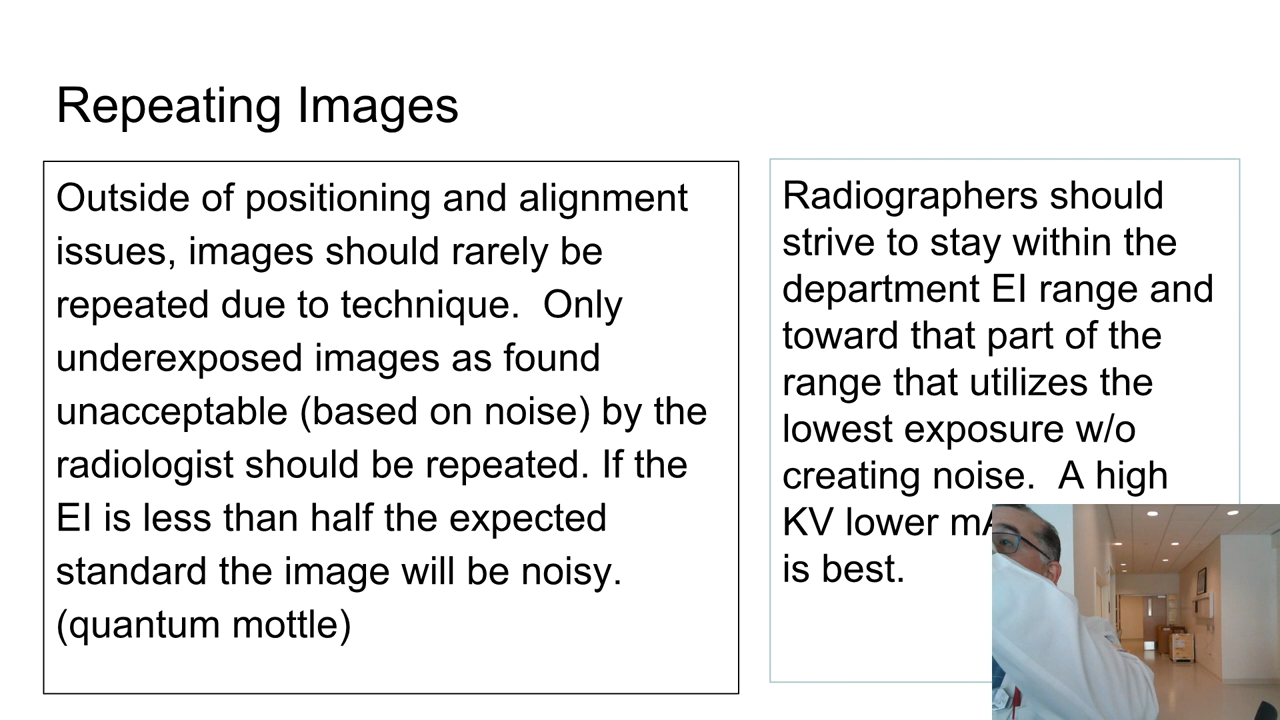 Repeating Images
Outside of positioning and alignment
issues, images should rarely be
repeated due to technique.  Only
underexposed images as found
unacceptable (based on noise) by the
radiologist should be repeated. If the
EI is less than half the expected
standard the image will be noisy.
(quantum mottle)
Radiographers should
strive to stay within the
department EI range and
toward that part of the
range that utilizes the
lowest exposure w/o
creating noise.  A high
KV lower
is best.